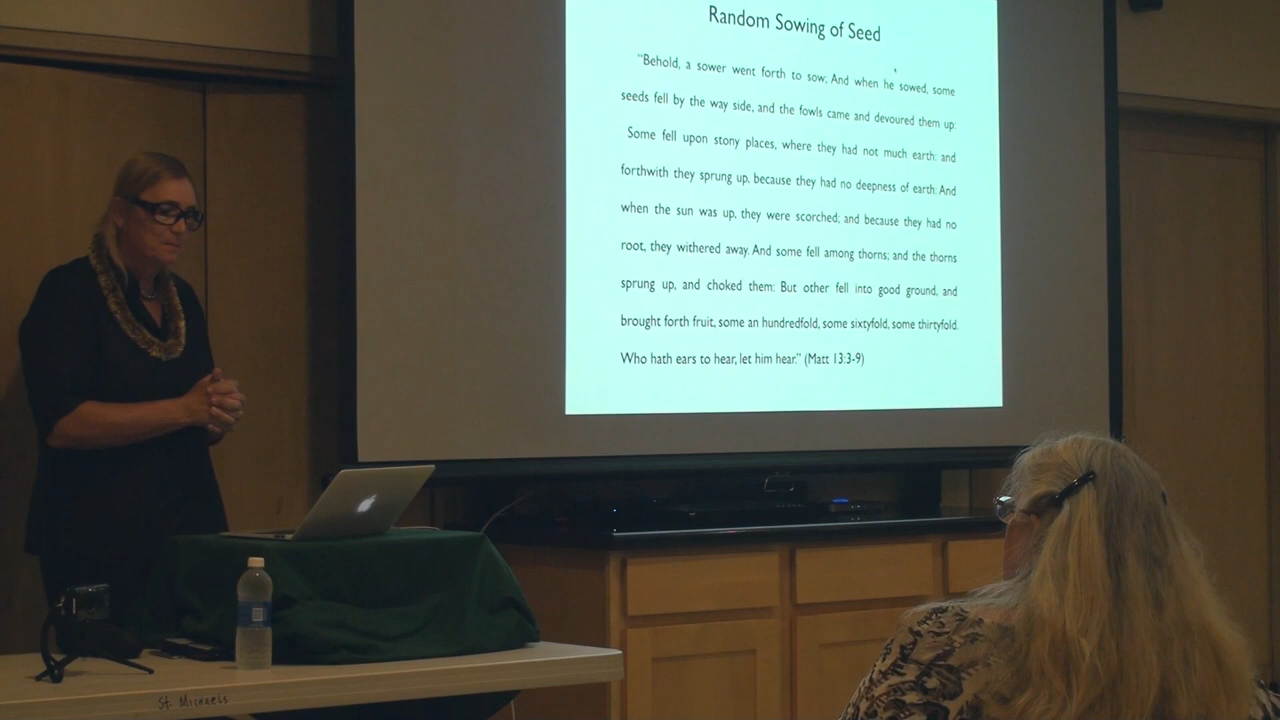 Random Sowing of Seed
“Behold, a sower went forth to sow; And when he sowed, some
seeds fell by the way side, and the fowls came and devoured them up:
Some fell upon stony places, where they had not much earth: and
forthwith they sprung up, because they had no deepness of earth: And
when the sun was up, they were scorched; and because they had no
root, they withered away. And some fell among thorns; and the thorns
sprung up, and choked them: But other fell into good ground, and
brought forth fruit, some an hundredfold, some sixtyfold, some thirtyfold.
Who hath ears to hear, let him hear.” (Matt 13:3-9)
St. Michaels